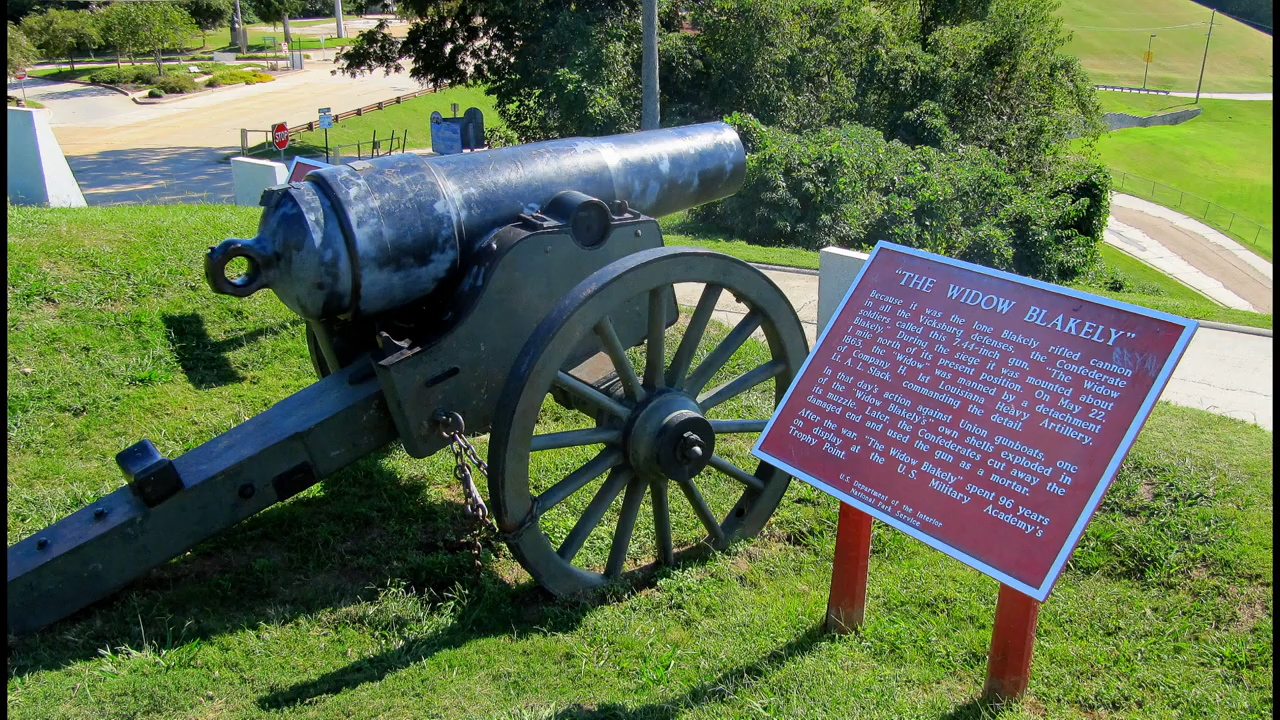 STOP
"THE WIDOW BLAKELY"
Because it was the lone Blakely rifled cannon
in all the Vicksburg defenses, the Confederate
soldiers called this 7.44-inch gun, "The Widow
Blakely." During the siege it was mounted about
1 mile north of its present position. On May 22,
1863, the "Widow" was manned by a detachment
of Company H, 1st Louisiana Heavy Artillery,
Lt. R. L. Slack, commanding the detail.
In that day's action against Union gunboats, one
of the "Widow Blakely's" own shells exploded in
its muzzle. Later, the Confederates cut away the
damaged end and used the gun as a mortar.
After the war, "The Widow Blakely" spent 96 years
on display at the U.S. Military Academy's
Trophy Point.
U.S. Department of the Interior
National Park Service